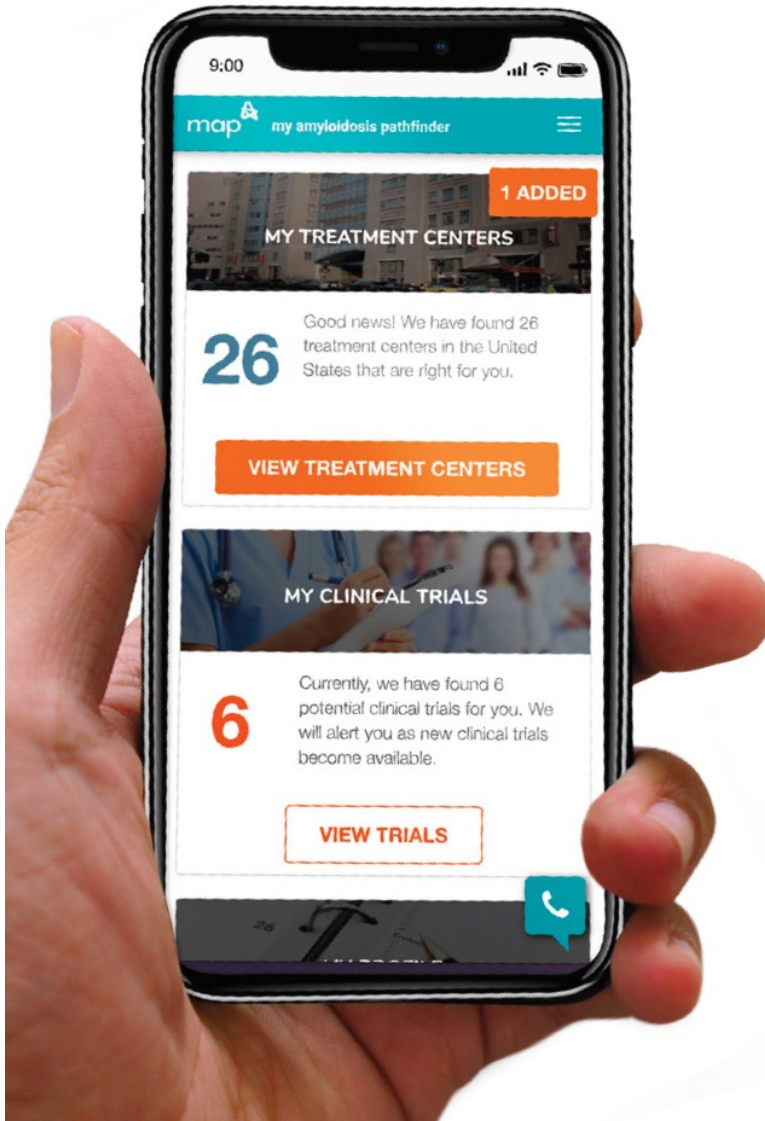 9:00
map my amyloidosis pathfinder
1 ADDED
MY TREATMENT CENTERS
26
Good news! We have found 26
treatment centers in the United
States that are right for you.
VIEW TREATMENT CENTERS
MY CLINICAL TRIALS
6
Currently, we have found 6
potential clinical trials for you. We
will alert you as new clinical trials
become available.
VIEW TRIALS
26
MY PROFILE